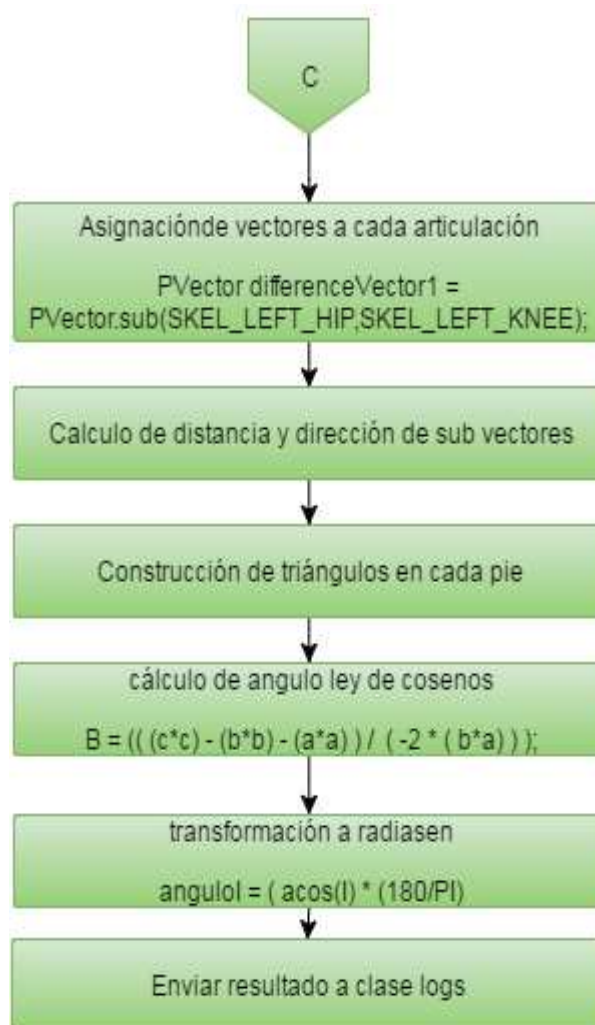 C
Asignaciónde vectores a cada articulación
PVector differenceVector1 =
PVector.sub(SKEL_LEFT_HIP,SKEL_LEFT_KNEE);
Calculo de distancia y dirección de sub vectores
Construcción de triángulos en cada pie
cálculo de angulo ley de cosenos
B = (( (c*c) - (b*b) - (a*a) ) / ( -2 * ( b*a) ) );
transformación a radiasen
angulol = ( acos(I) * (180/PI)
Enviar resultado a clase logs